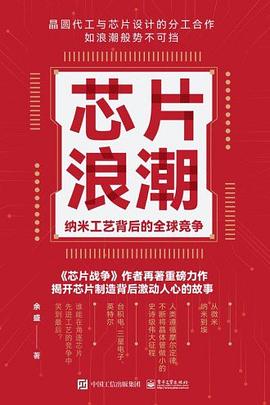 晶圆代工与芯片设计的分工合作
如浪潮般势不可挡
芯片
浪潮
纳米工艺背后的全球竞争
《芯片战争》作者再著重磅力作
揭开芯片制造背后激动人心的故事
从微米
纳米到埃
人类遵循摩尔定律
不断将晶体管做小的
史诗级伟大征程
台积电、三星电子、
英特尔
谁能在角逐芯片
先进工艺的竞争中
笑到最后
余盛 著
中国工信出版集团
电子工业出版社